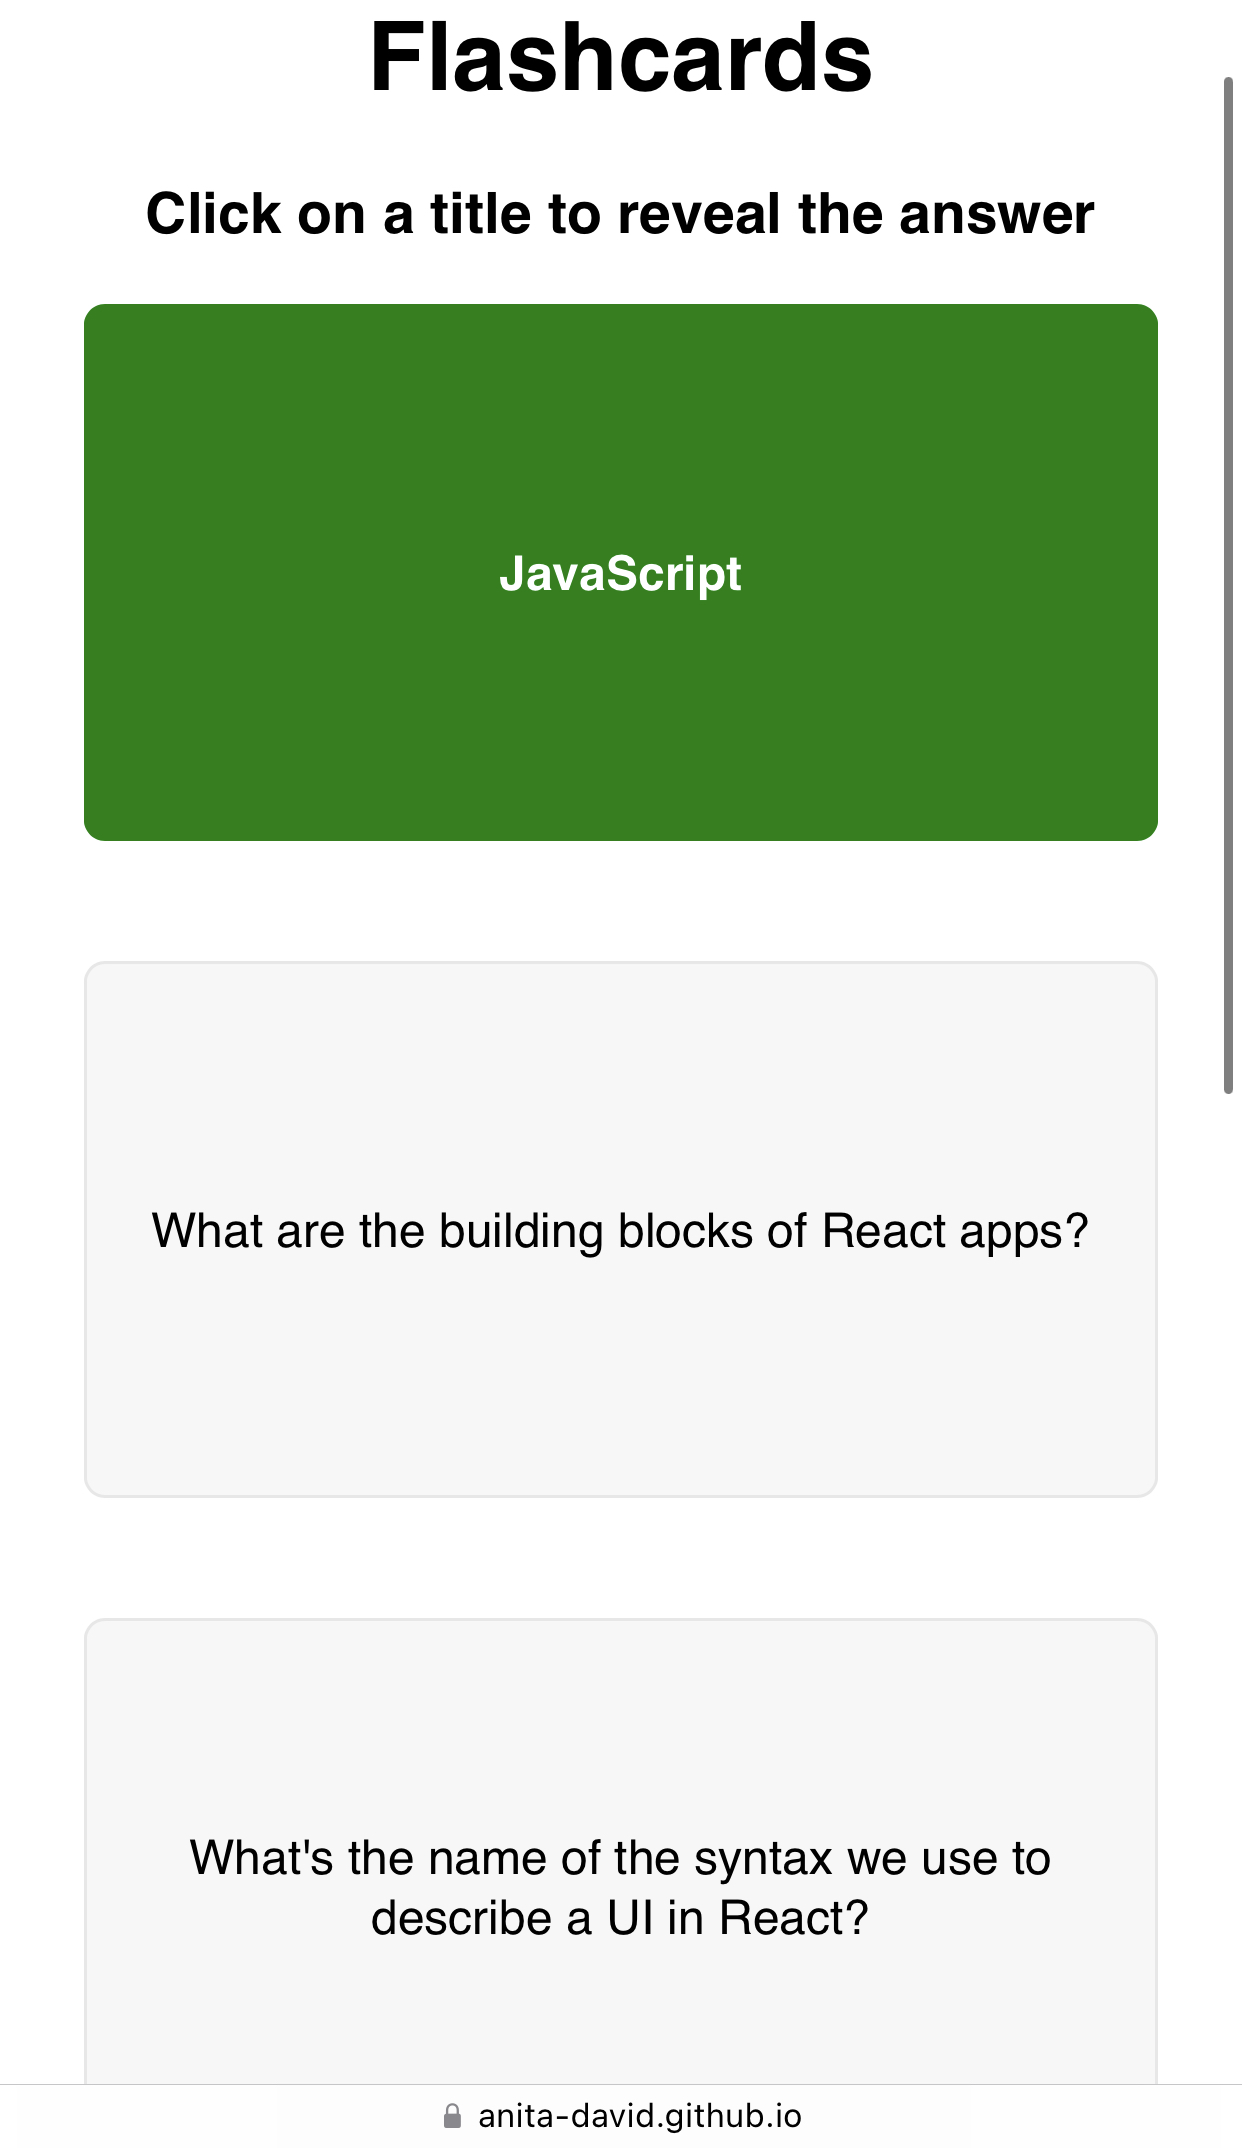 Flashcards
Click on a title to reveal the answer
JavaScript
What are the building blocks of React apps?
What's the name of the syntax we use to
describe a UI in React?
anita-david.github.io